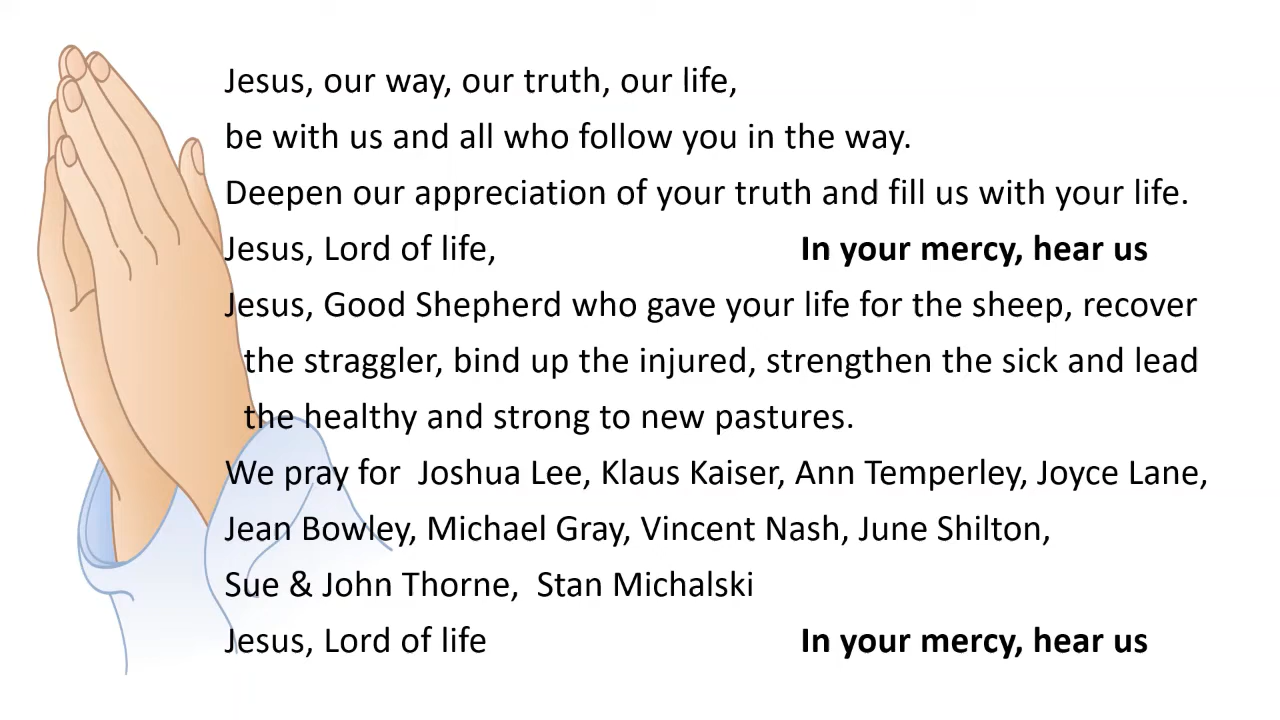 Jesus, our way, our truth, our life,
be with us and all who follow you in the way.
Deepen our appreciation of your truth and fill us with your life.
Jesus, Lord of life, In your mercy, hear us
Jesus, Good Shepherd who gave your life for the sheep, recover
the straggler, bind up the injured, strengthen the sick and lead
the healthy and strong to new pastures.
We pray for Joshua Lee, Klaus Kaiser, Ann Temperley, Joyce Lane,
Jean Bowley, Michael Gray, Vincent Nash, June Shilton,
Sue & John Thorne, Stan Michalski
Jesus, Lord of life In your mercy, hear us